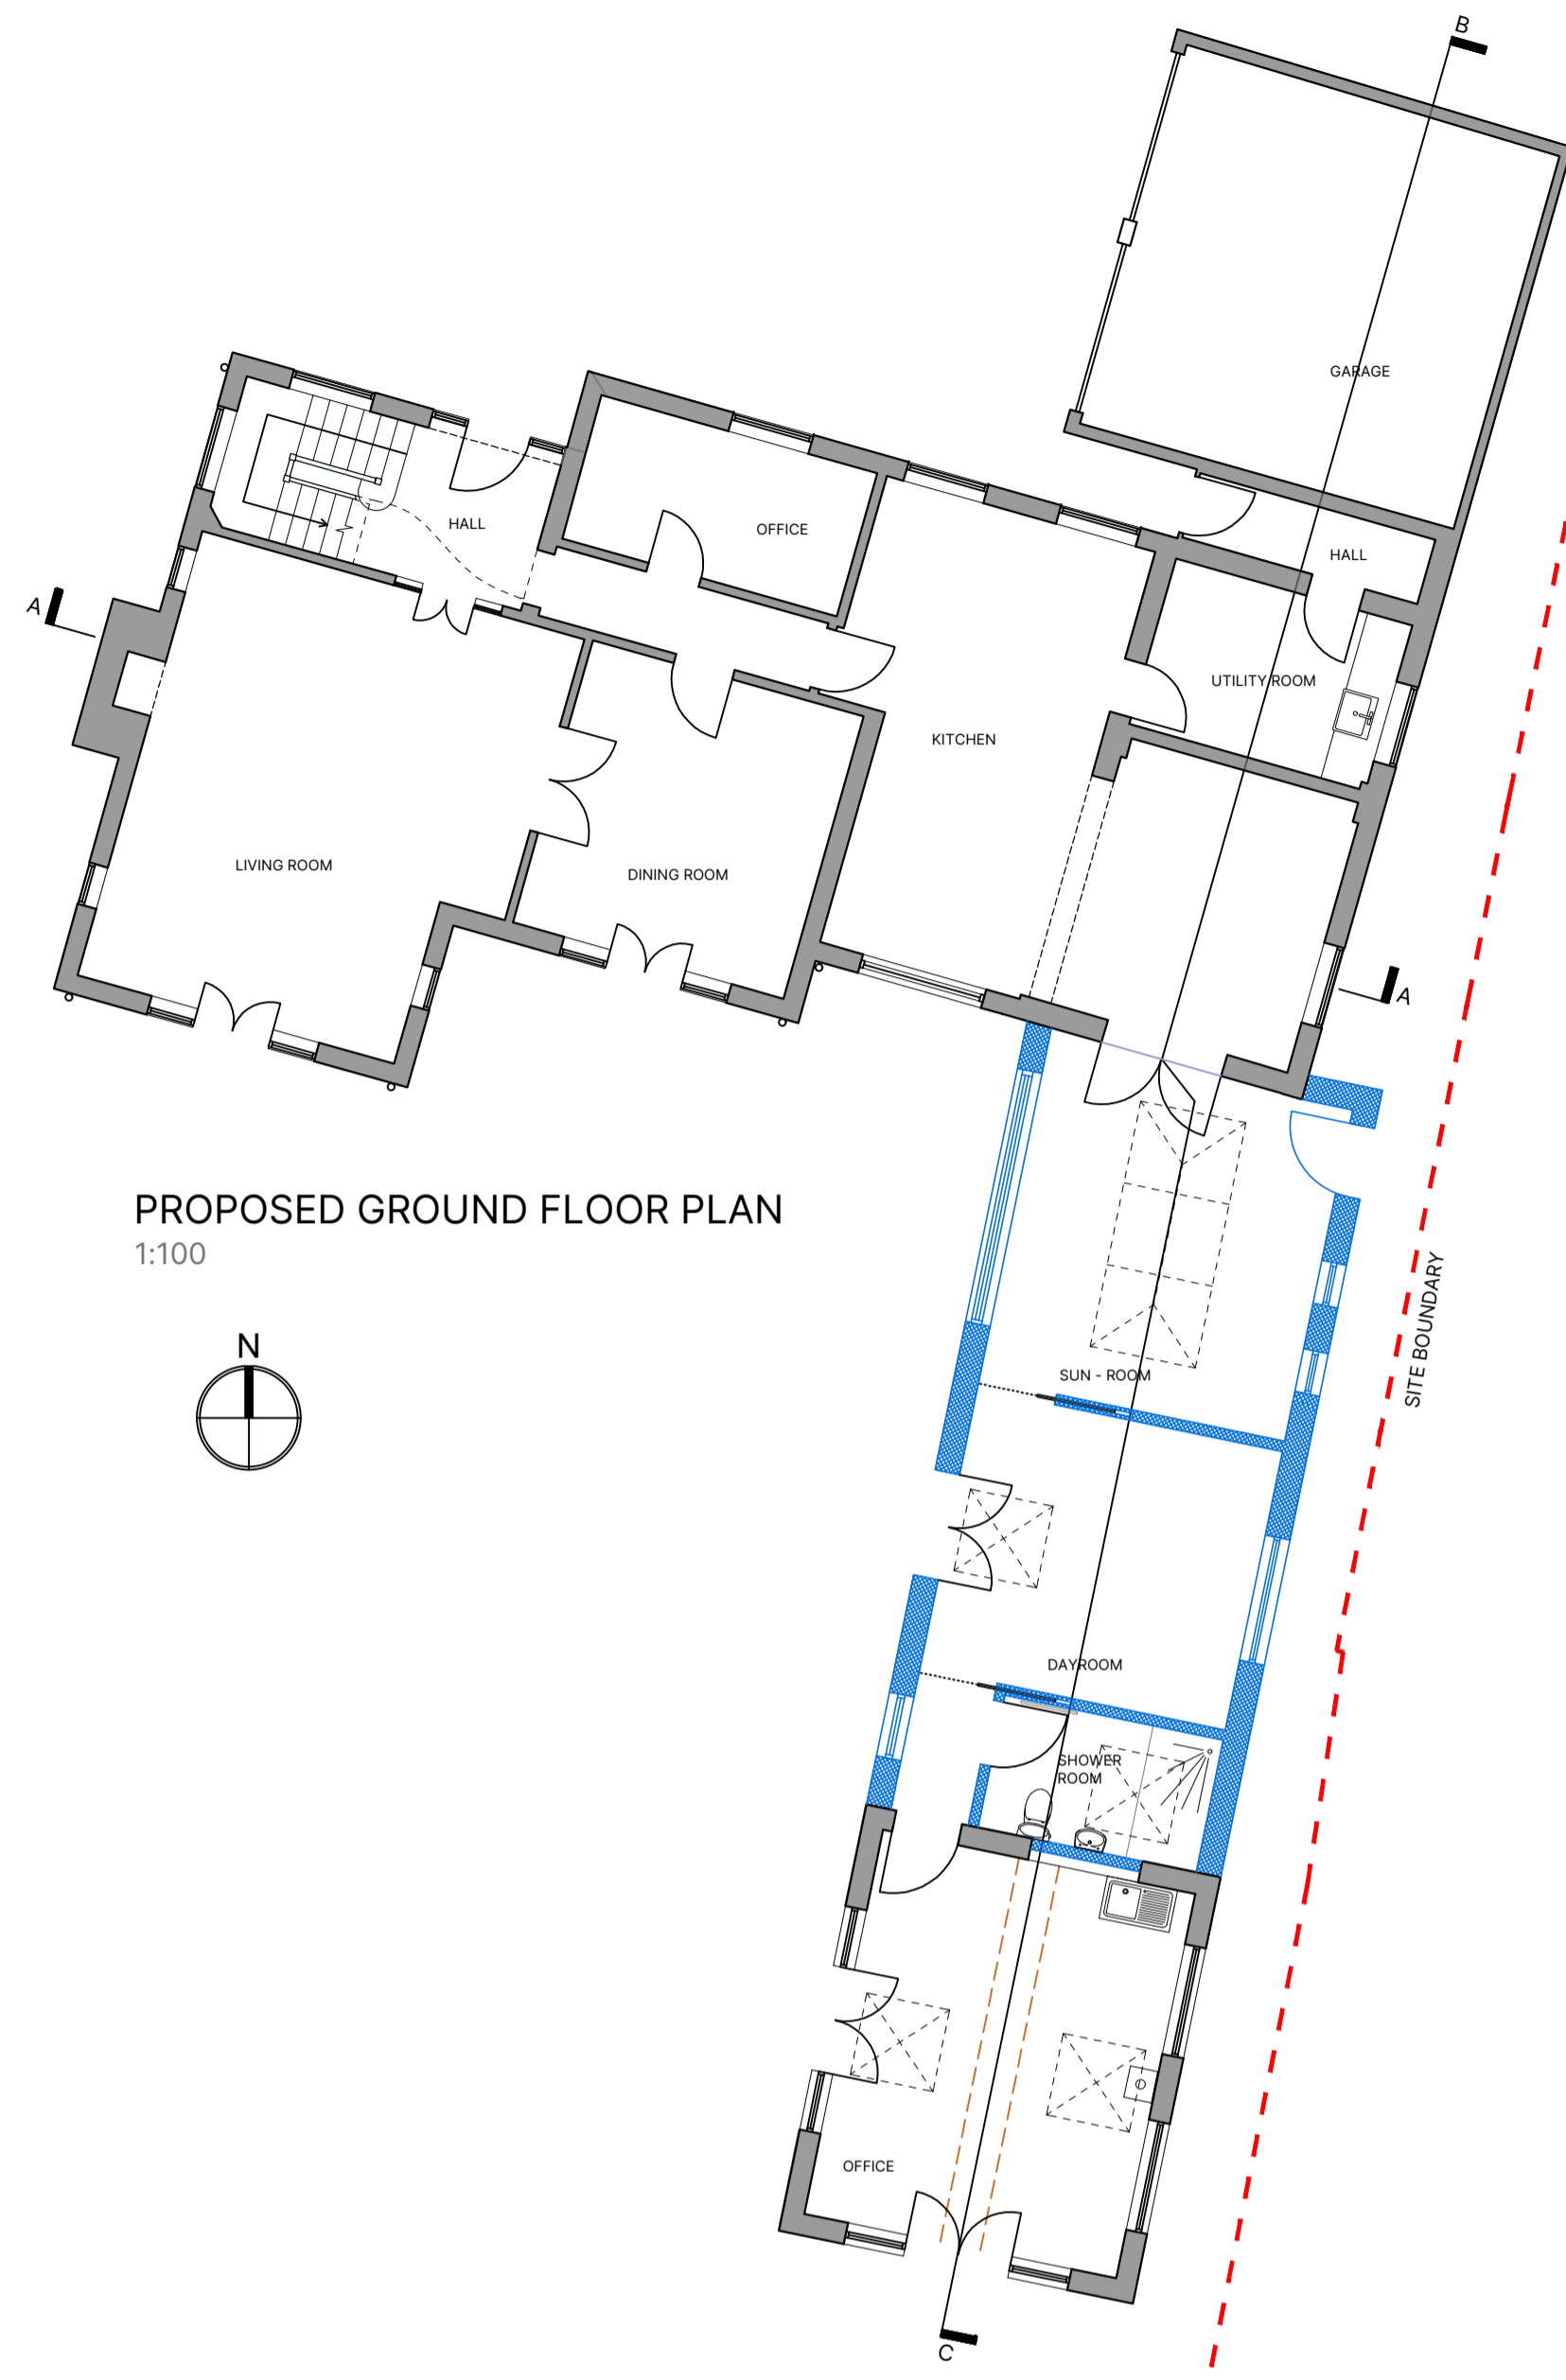 B
GARAGE
HALL
OFFICE
HALL
A
UTILITY ROOM
KITCHEN
LIVING ROOM
DINING ROOM
A
PROPOSED GROUND FLOOR PLAN
1:100
SITE BOUNDARY
N
SUN - ROOM
DAYROOM
SHOWER
ROOM
OFFICE
C